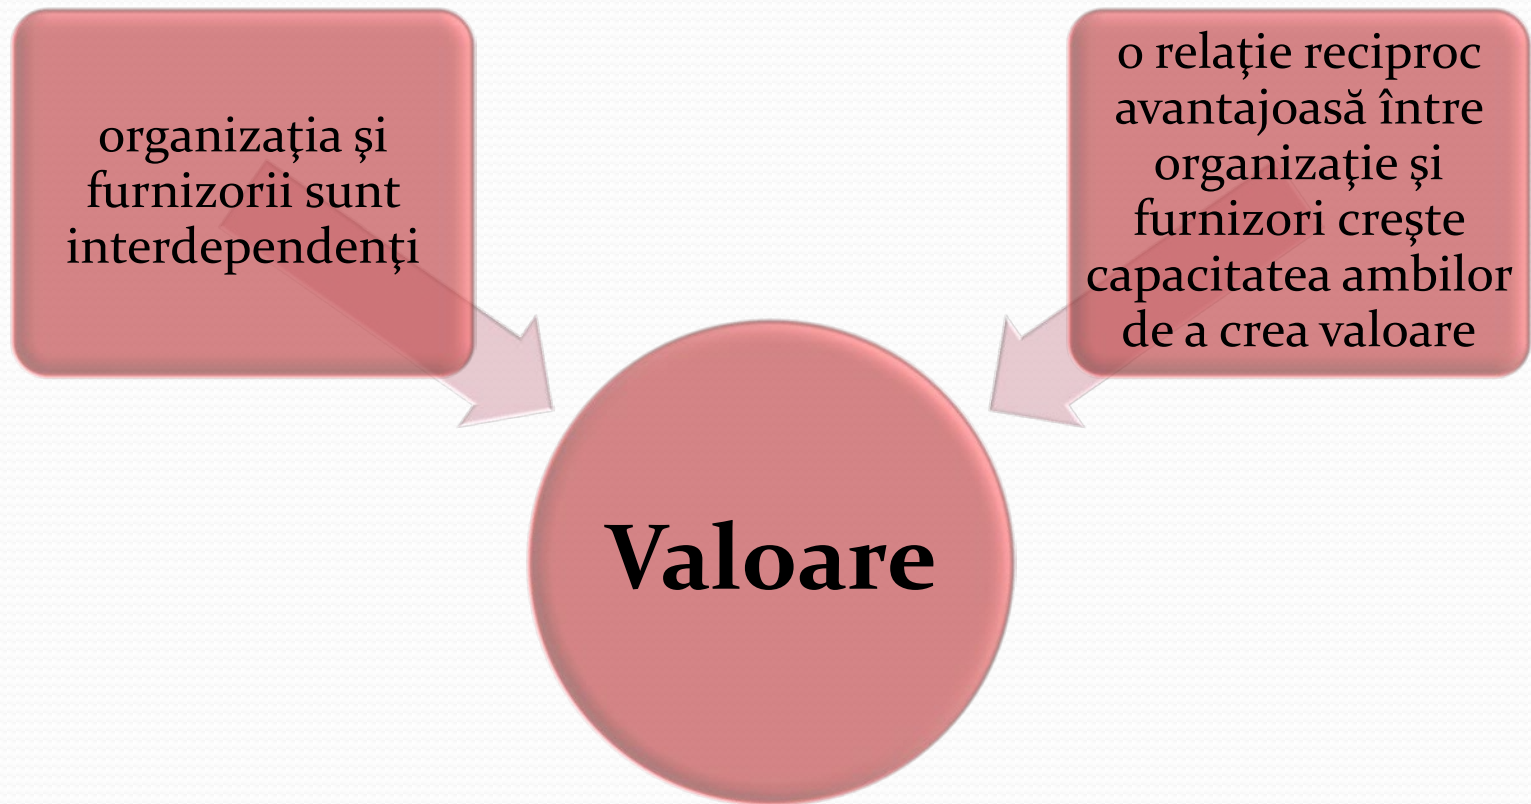 organizaţia şi
furnizorii sunt
interdependenţi
o relaţie reciproc
avantajoasă între
organizaţie şi
furnizori creşte
capacitatea ambilor
de a crea valoare
Valoare